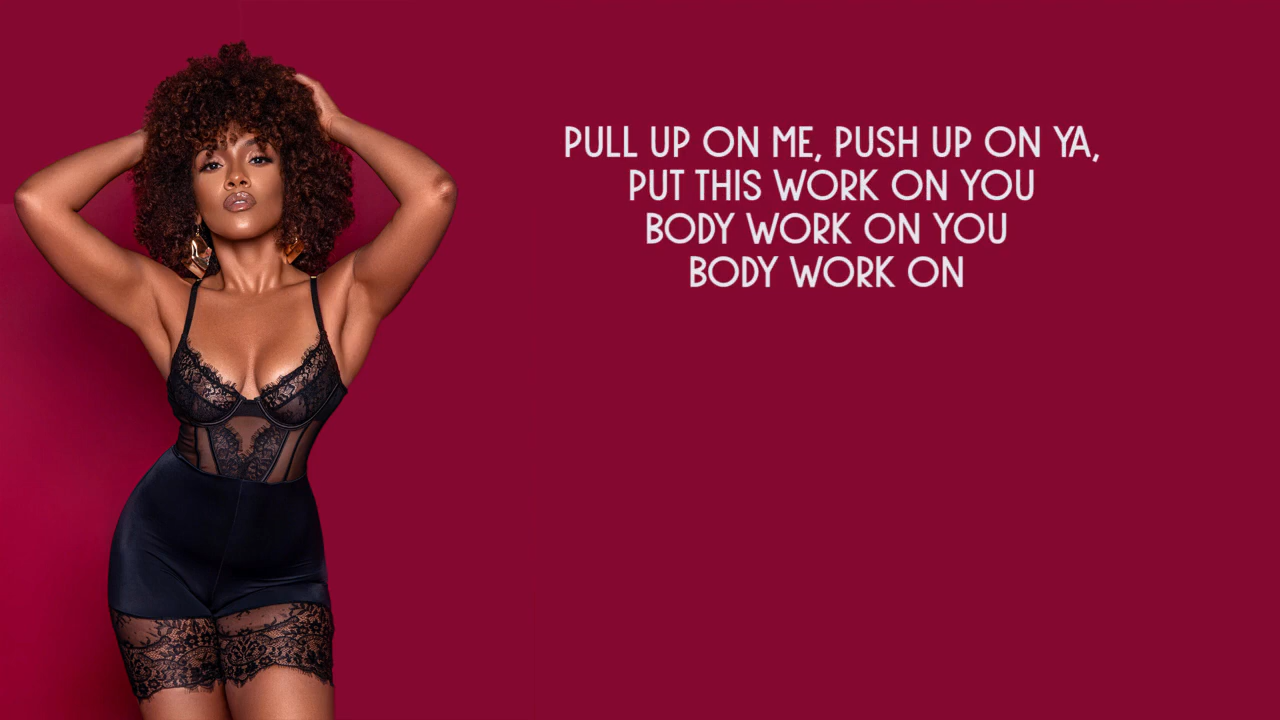 PULL UP ON ME, PUSH UP ON YA,
PUT THIS WORK ON YOU
BODY WORK ON YOU
BODY WORK ON